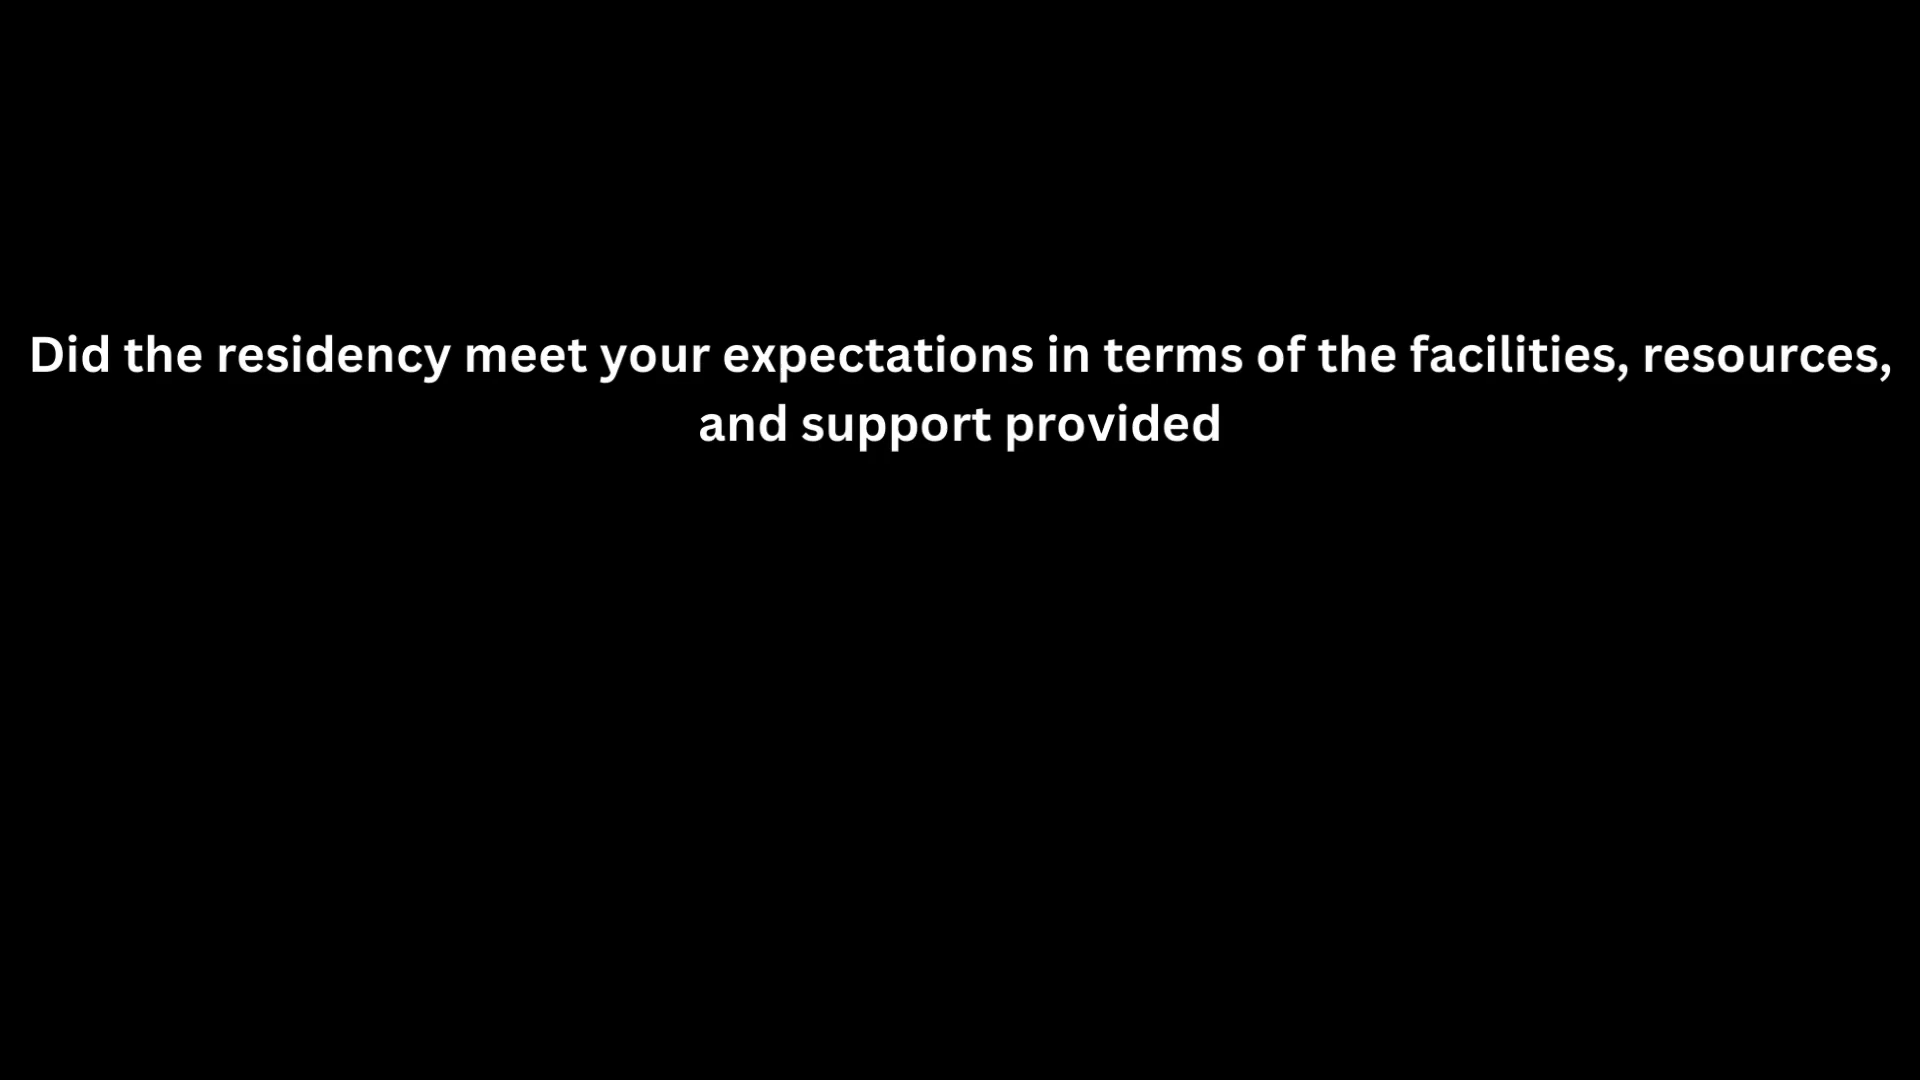 Did the residency meet your expectations in terms of the facilities, resources,
and support provided